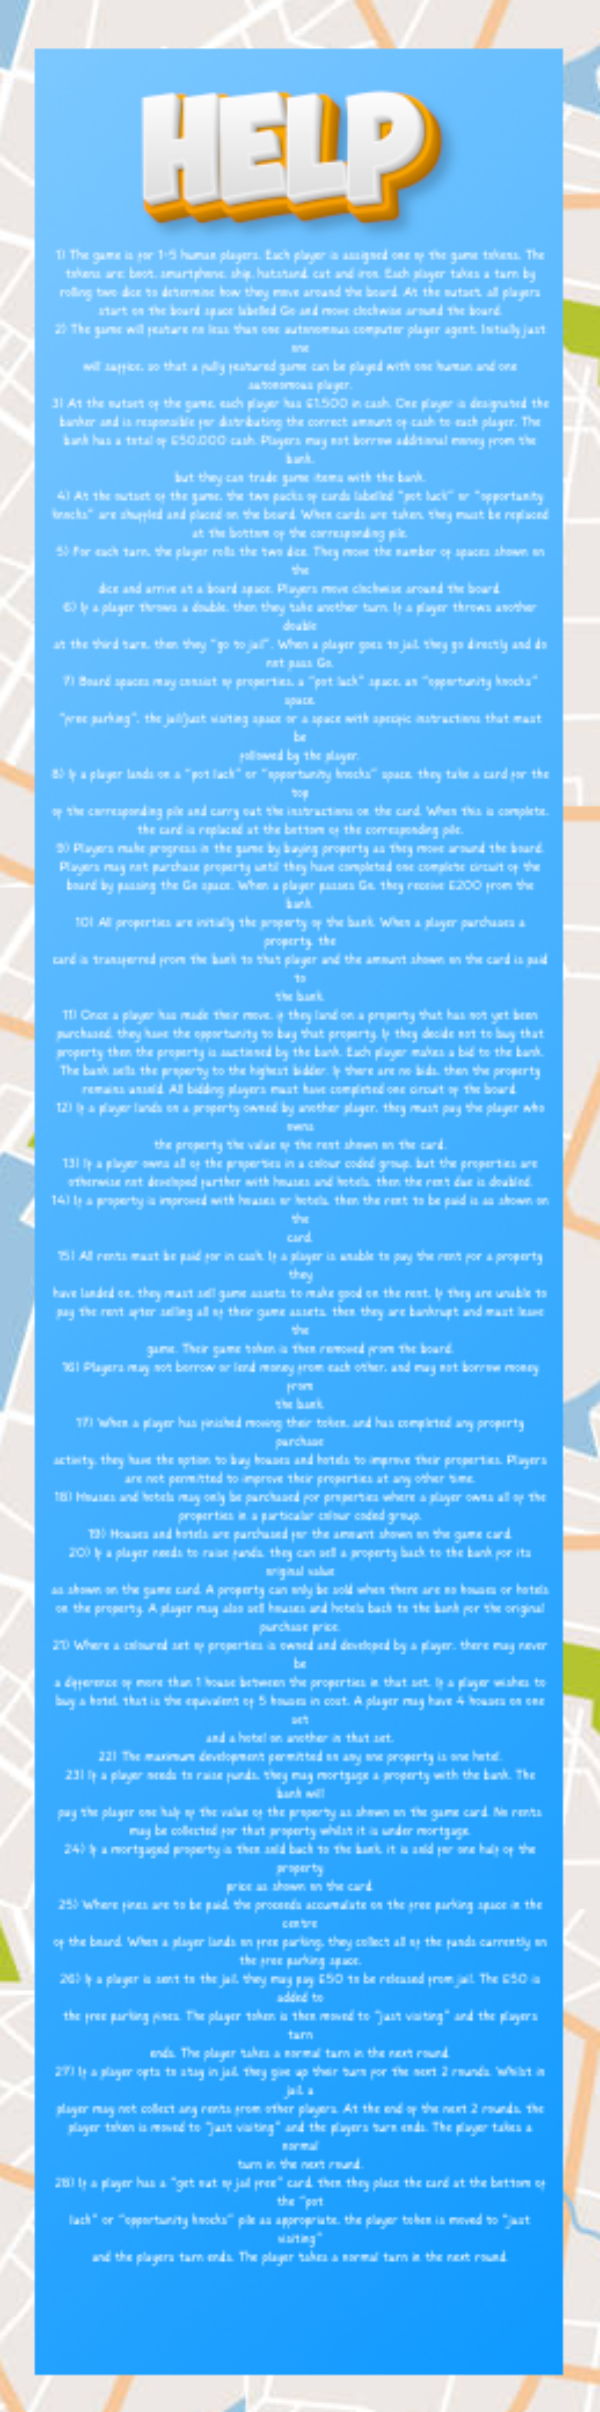 HELP
1) The game is for 1-5 human players. Each player is assigned one of the game tokens. The
tokens are: boot, smartphone, ship, hatstand, cat and iron. Each player takes a turn by
rolling two dice to determine how they move around the board. At the outset, all players
start on the board space labelled Go and move clockwise around the board.
2) The game will feature no less than one autonomous computer player agent. Initially just
one
will suffice, so that a fully featured game can be played with one human and one
autonomous player.
3) At the outset of the game, each player has £1,500 in cash. One player is designated the
banker and is responsible for distributing the correct amount of cash to each player. The
bank has a total of £50,000 cash. Players may not borrow additional money from the
bank,
but they can trade game items with the bank.
4) At the outset of the game, the two packs of cards labelled "pot luck" or "opportunity
knocks" are shuffled and placed on the board. When cards are taken, they must be replaced
at the bottom of the corresponding pile.
5) For each turn, the player rolls the two dice. They move the number of spaces shown on
the
dice and arrive at a board space. Players move clockwise around the board.
6) If a player throws a double, then they take another turn. If a player throws another
double
at the third turn, then they "go to jail". When a player goes to jail, they go directly and do
not pass Go.
7) Board spaces may consist of properties, a "pot luck" space, an "opportunity knocks"
space,
"free parking", the jail/just visiting space or a space with specific instructions that must
be
followed by the player.
8) If a player lands on a "pot luck" or "opportunity knocks" space, they take a card for the
top
of the corresponding pile and carry out the instructions on the card. When this is complete,
the card is replaced at the bottom of the corresponding pile.
9) Players make progress in the game by buying property as they move around the board.
Players may not purchase property until they have completed one complete circuit of the
board by passing the Go space. When a player passes Go, they receive £200 from the
bank.
10) All properties are initially the property of the bank. When a player purchases a
property, the
card is transferred from the bank to that player and the amount shown on the card is paid
to
the bank.
11) Once a player has made their move, if they land on a property that has not yet been
purchased, they have the opportunity to buy that property. If they decide not to buy that
property then the property is auctioned by the bank. Each player makes a bid to the bank.
The bank sells the property to the highest bidder. If there are no bids, then the property
remains unsold. All bidding players must have completed one circuit of the board.
12) If a player lands on a property owned by another player, they must pay the player who
owns
the property the value of the rent shown on the card.
13) If a player owns all of the properties in a colour coded group, but the properties are
otherwise not developed further with houses and hotels, then the rent due is doubled.
14) If a property is improved with houses or hotels, then the rent to be paid is as shown on
the
card.
15) All rents must be paid for in cash. If a player is unable to pay the rent for a property
they
have landed on, they must sell game assets to make good on the rent. If they are unable to
pay the rent after selling all of their game assets, then they are bankrupt and must leave
the
game. Their game token is then removed from the board.
16) Players may not borrow or lend money from each other, and may not borrow money
from
the bank.
17) When a player has finished moving their token, and has completed any property
purchase
activity, they have the option to buy houses and hotels to improve their properties. Players
are not permitted to improve their properties at any other time.
18) Houses and hotels may only be purchased for properties where a player owns all of the
properties in a particular colour coded group.
19) Houses and hotels are purchased for the amount shown on the game card.
20) If a player needs to raise funds, they can sell a property back to the bank for its
original value
as shown on the game card. A property can only be sold when there are no houses or hotels
on the property. A player may also sell houses and hotels back to the bank for the original
purchase price.
21) Where a coloured set of properties is owned and developed by a player, there may never
be
a difference of more than 1 house between the properties in that set. If a player wishes to
buy a hotel, that is the equivalent of 5 houses in cost. A player may have 4 houses on one
set
and a hotel on another in that set.
22) The maximum development permitted on any one property is one hotel.
23) If a player needs to raise funds, they may mortgage a property with the bank. The
bank will
pay the player one half of the value of the property as shown on the game card. No rents
may be collected for that property whilst it is under mortgage.
24) If a mortgaged property is then sold back to the bank, it is sold for one half of the
property
price as shown on the card.
25) Where fines are to be paid, the proceeds accumulate on the free parking space in the
centre
of the board. When a player lands on free parking, they collect all of the funds currently on
the free parking space.
26) If a player is sent to the jail, they may pay £50 to be released from jail. The £50 is
added to
the free parking fines. The player token is then moved to "just visiting" and the players
turn
ends. The player takes a normal turn in the next round.
27) If a player opts to stay in jail, they give up their turn for the next 2 rounds. Whilst in
jail, a
player may not collect any rents from other players. At the end of the next 2 rounds, the
player token is moved to "just visiting" and the players turn ends. The player takes a
normal
turn in the next round.
28) If a player has a "get out of jail free" card, then they place the card at the bottom of
the "pot
luck" or "opportunity knocks" pile as appropriate, the player token is moved to "just
visiting"
and the players turn ends. The player takes a normal turn in the next round.